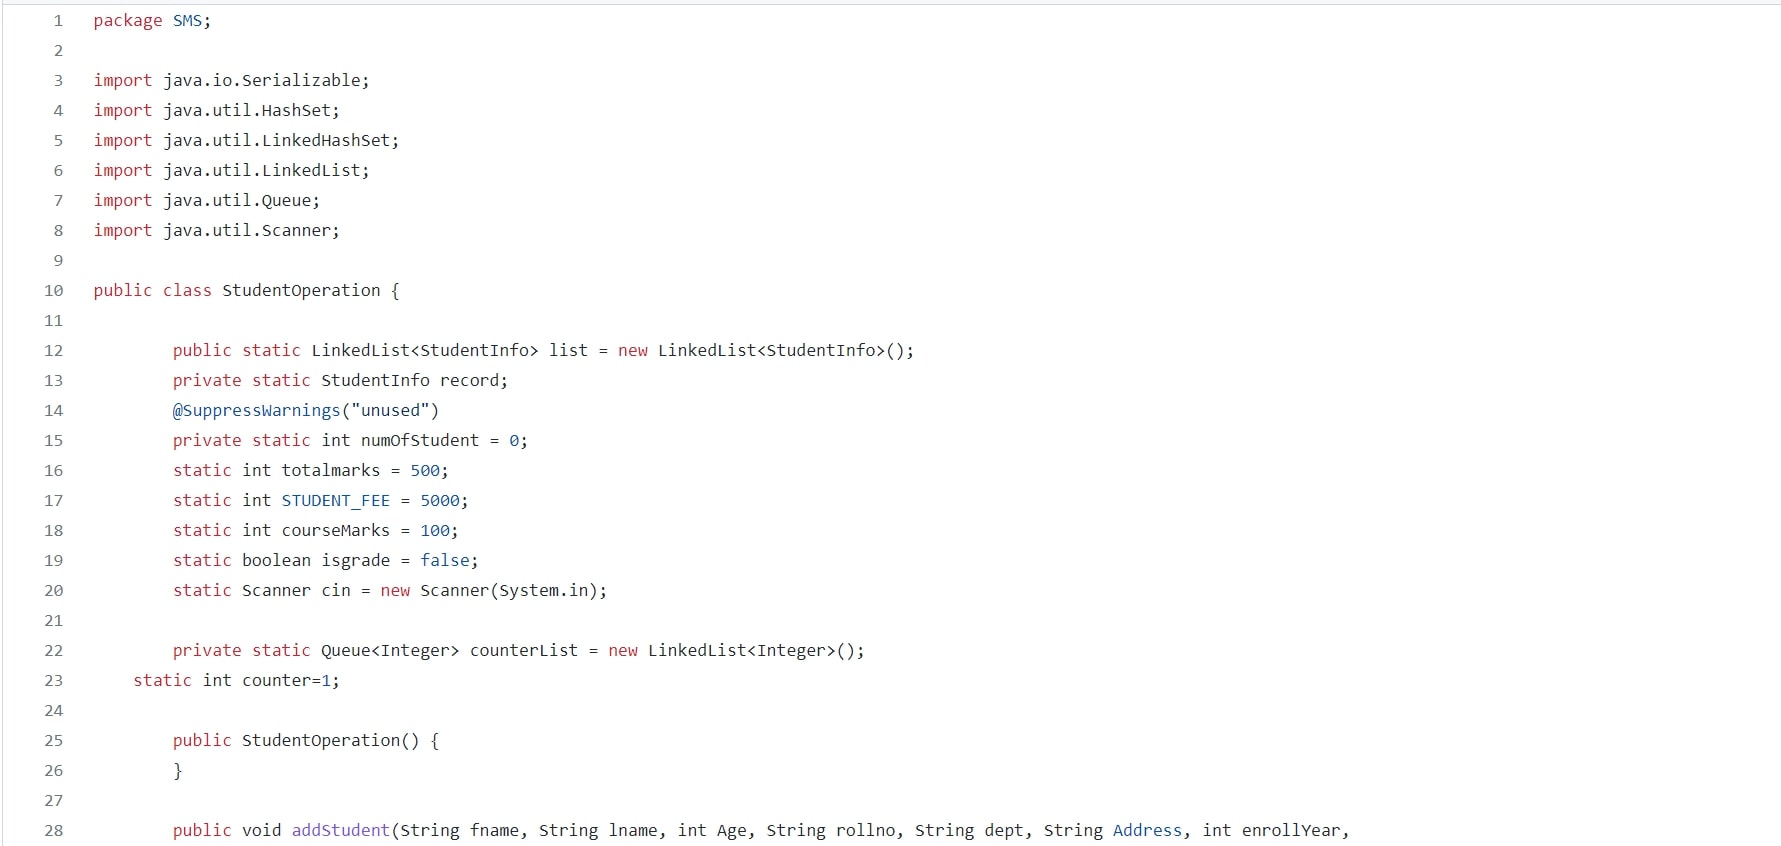 1 package SMS;
2
3 import java.io.Serializable;
4 import java.util.HashSet;
5 import java.util.LinkedHashSet;
6 import java.util.LinkedList;
7 import java.util.Queue;
8 import java.util.Scanner;
9
10 public class StudentOperation {
11
12 public static LinkedList<StudentInfo> list = new LinkedList<StudentInfo>();
13 private static StudentInfo record;
14 @SuppressWarnings("unused")
15 private static int numOfStudent = 0;
16 static int totalmarks = 500;
17 static int STUDENT_FEE = 5000;
18 static int courseMarks = 100;
19 static boolean isgrade = false;
20 static Scanner cin = new Scanner(System.in);
21
22 private static Queue<Integer> counterList = new LinkedList<Integer>();
23 static int counter=1;
24
25 public StudentOperation() {
26 }
27
28 public void addStudent(String fname, String lname, int Age, String rollno, String dept, String Address, int enrollYear,